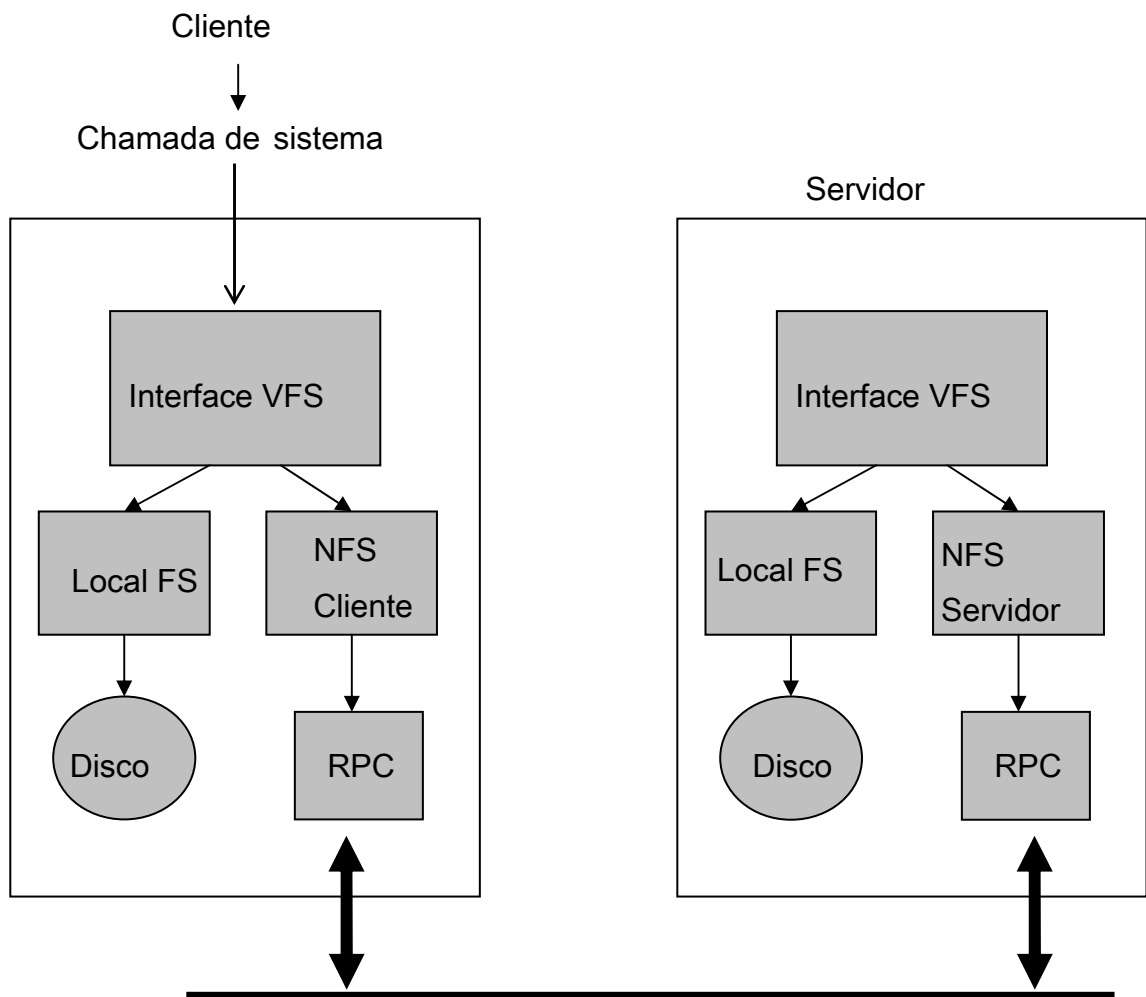 Cliente
Chamada de sistema
Servidor
Interface VFS
Interface VFS
Local FS
NFS
Cliente
Local FS
NFS
Servidor
Disco
RPC
Disco
RPC